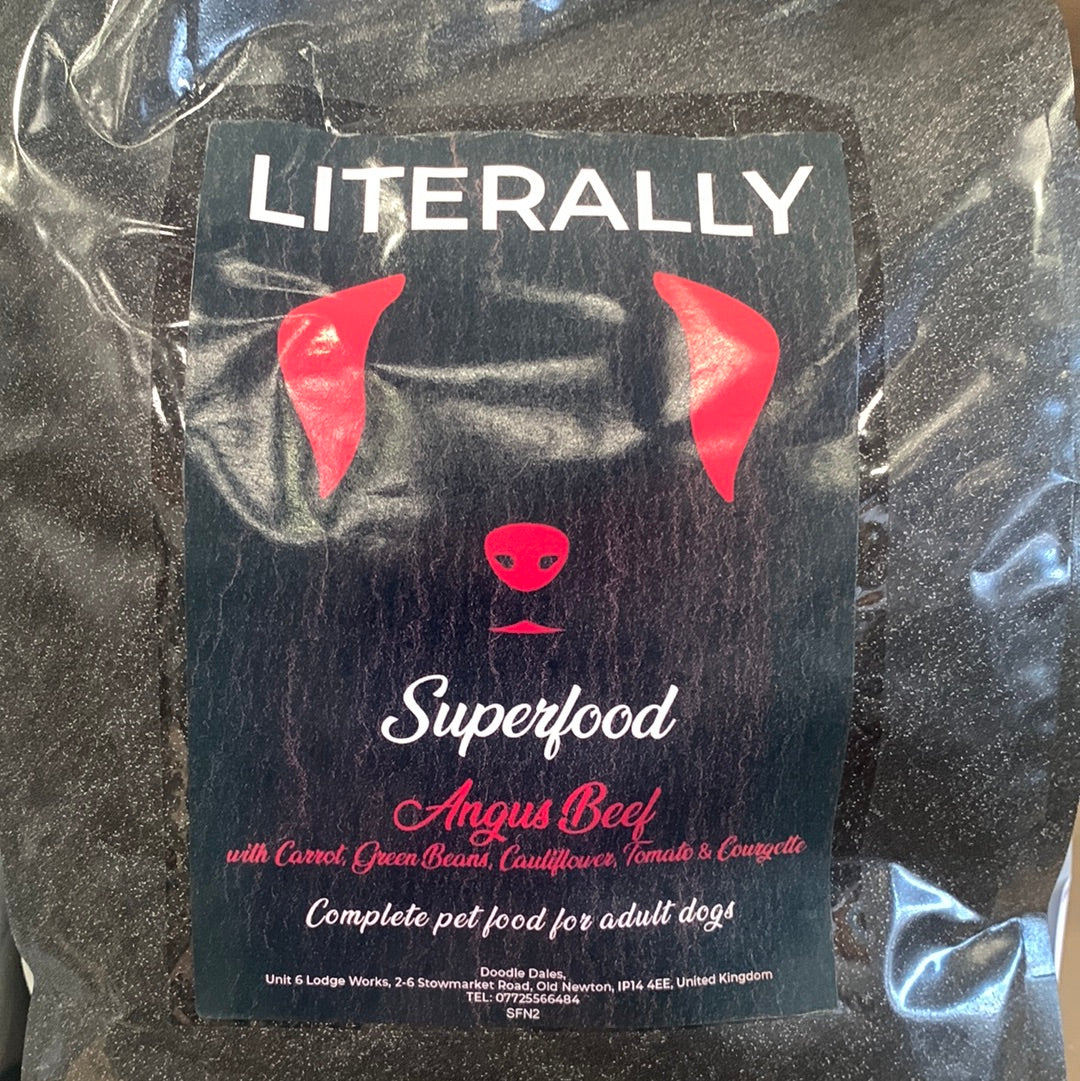 LITERALLY
Superfood
Angus Beef
with Carrot, Green Beans, Cauliflower, Tomato & Courgette
Complete pet food for adult dogs
Doodle Dales,
Unit 6 Lodge Works, 2-6 Stowmarket Road, Old Newton, IP14 4EE, United Kingdom
TEL: 07725566484
SFN2